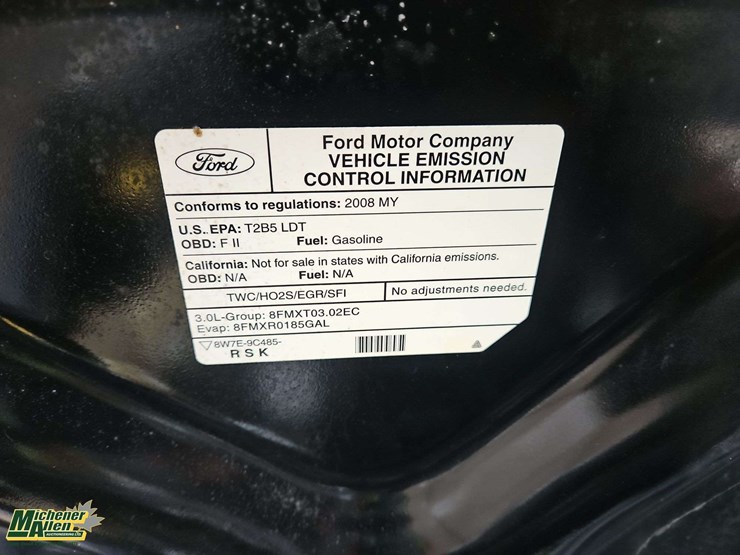 Ford
Ford Motor Company
VEHICLE EMISSION
CONTROL INFORMATION
Conforms to regulations: 2008 MY
U.S. EPA: T2B5 LDT
OBD: F II Fuel: Gasoline
California: Not for sale in states with California emissions.
OBD: N/A Fuel: N/A
TWC/HO2S/EGR/SFI No adjustments needed.
3.0L-Group: 8FMXT03.02EC
Evap: 8FMXR0185GAL
8W7E-9C485-
R S K
Michener
Allen
AUCTIONEERING LTD.